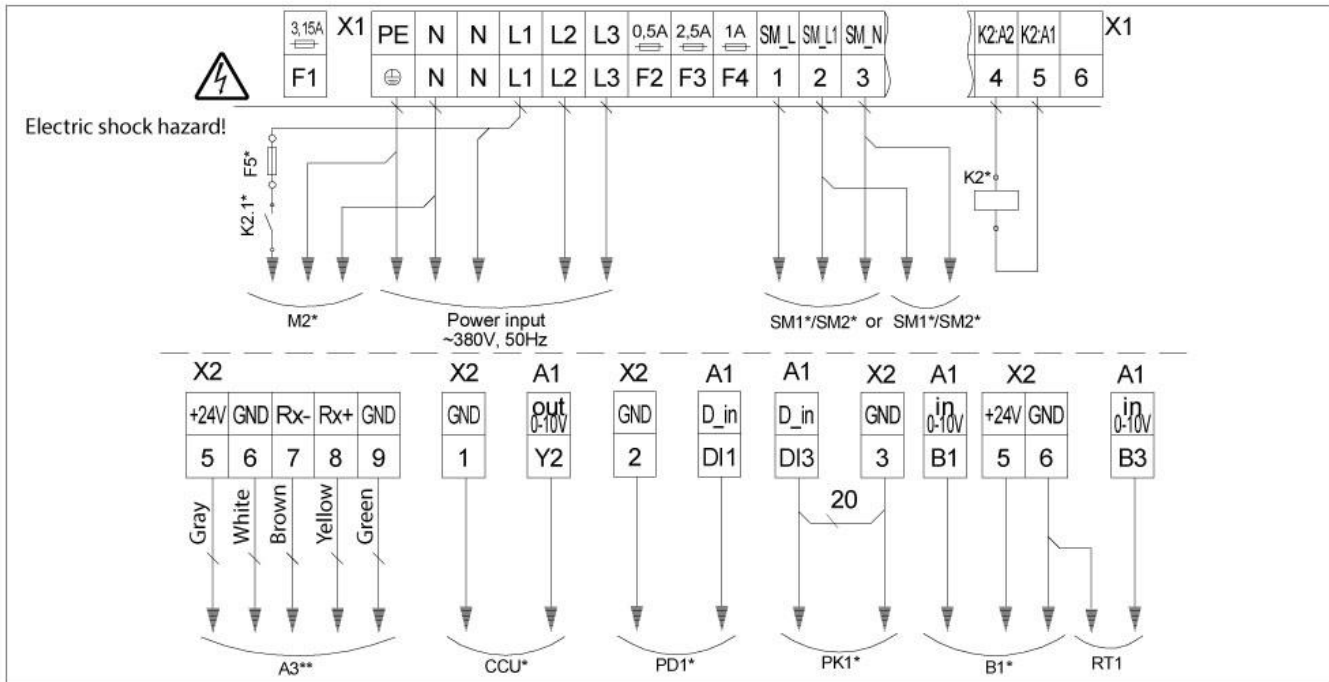 3,15A X1 PE N N L1 L2 L3 0,5A 2,5A 1A SM_L SM_L1 SM_N K2:A2 K2:A1 X1
F1 N N L1 L2 L3 F2 F3 F4 1 2 3 4 5 6
Electric shock hazard!
F5*
K2.1*
K2*
M2* Power input SM1*/SM2* or SM1*/SM2*
~380V, 50Hz
X2 X2 A1 X2 A1 A1 X2 A1 X2 A1
+24V GND Rx- Rx+ GND GND out 0-10V GND D_in D_in GND in 0-10V +24V GND in 0-10V
5 6 7 8 9 1 Y2 2 DI1 DI3 3 B1 5 6 B3
Gray White Brown Yellow Green
20
A3** CCU* PD1* PK1* B1* RT1